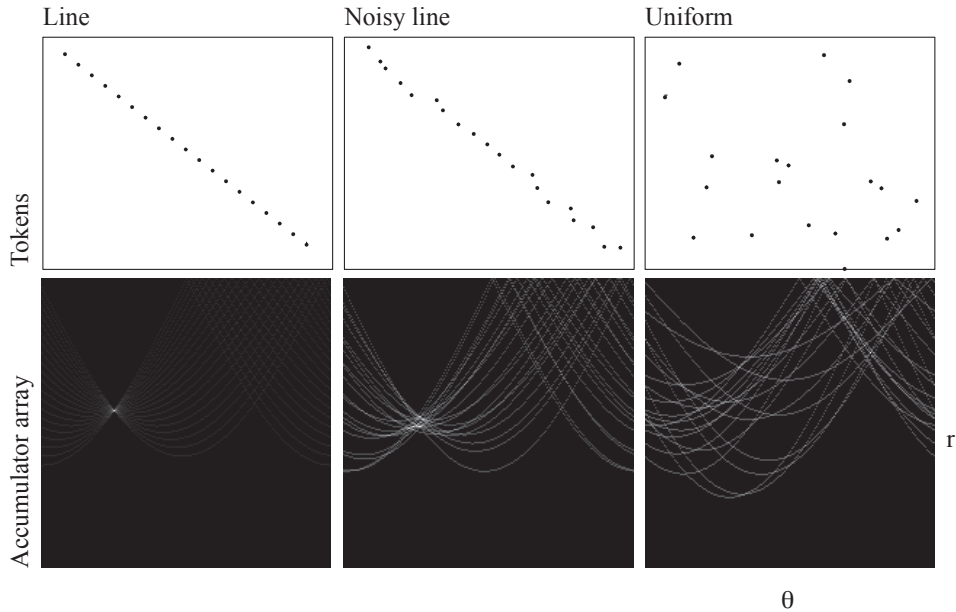 Line
Noisy line
Uniform
Tokens
Accumulator array
r
θ